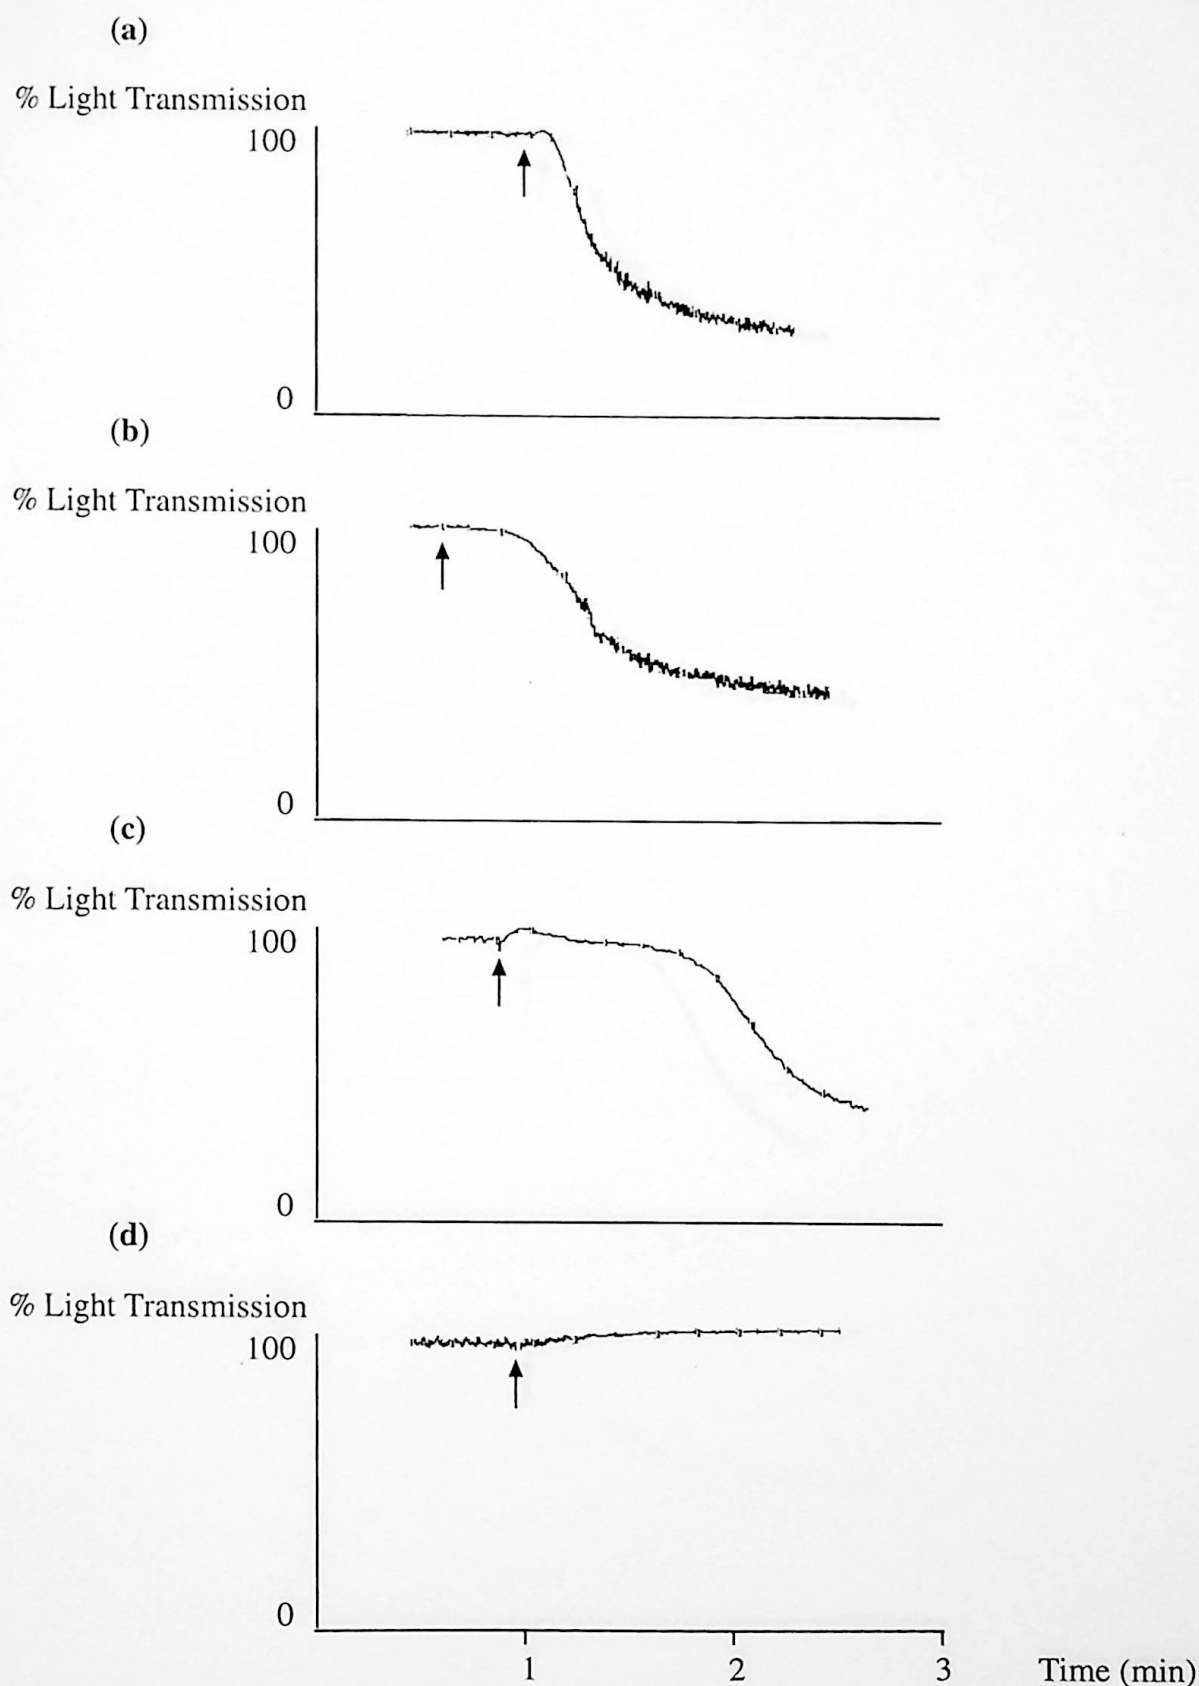 (a)
% Light Transmission
100
0
(b)
% Light Transmission
100
0
(c)
% Light Transmission
100
0
(d)
% Light Transmission
100
0
1 2 3 Time (min)